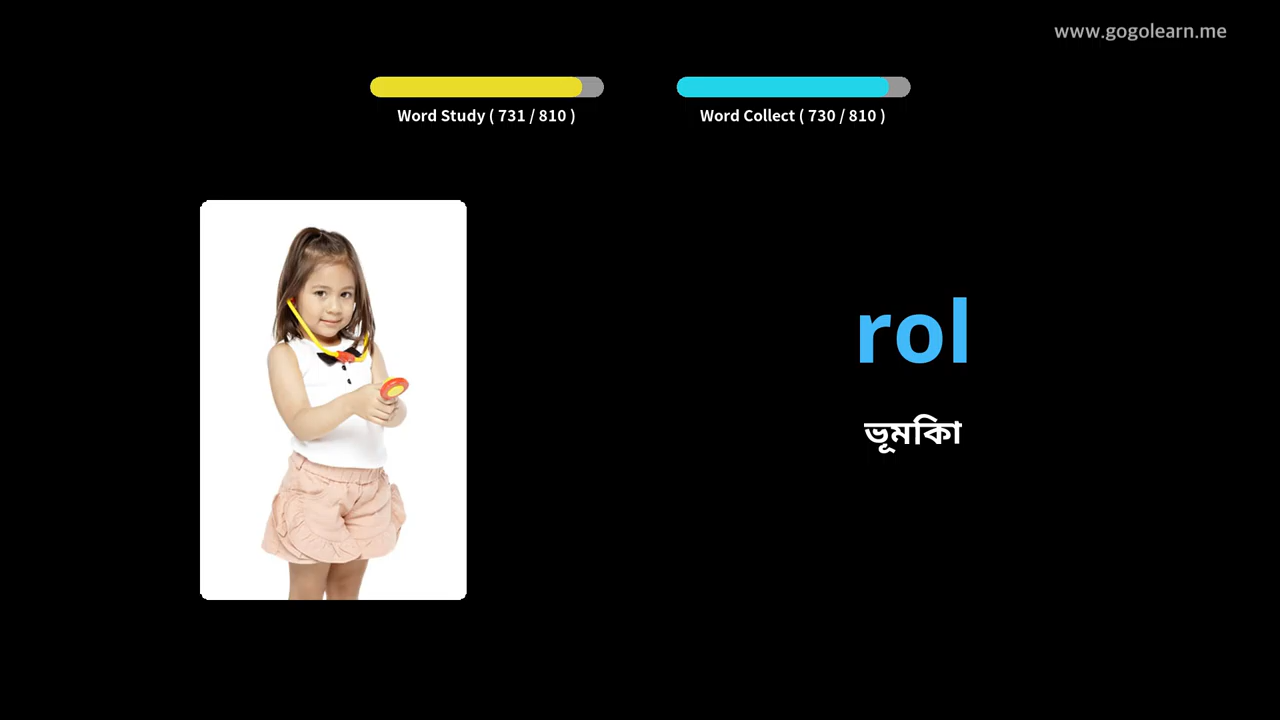 www.gogolearn.me
Word Study ( 731 / 810 )
Word Collect ( 730 / 810 )
rol
ভূমিকা